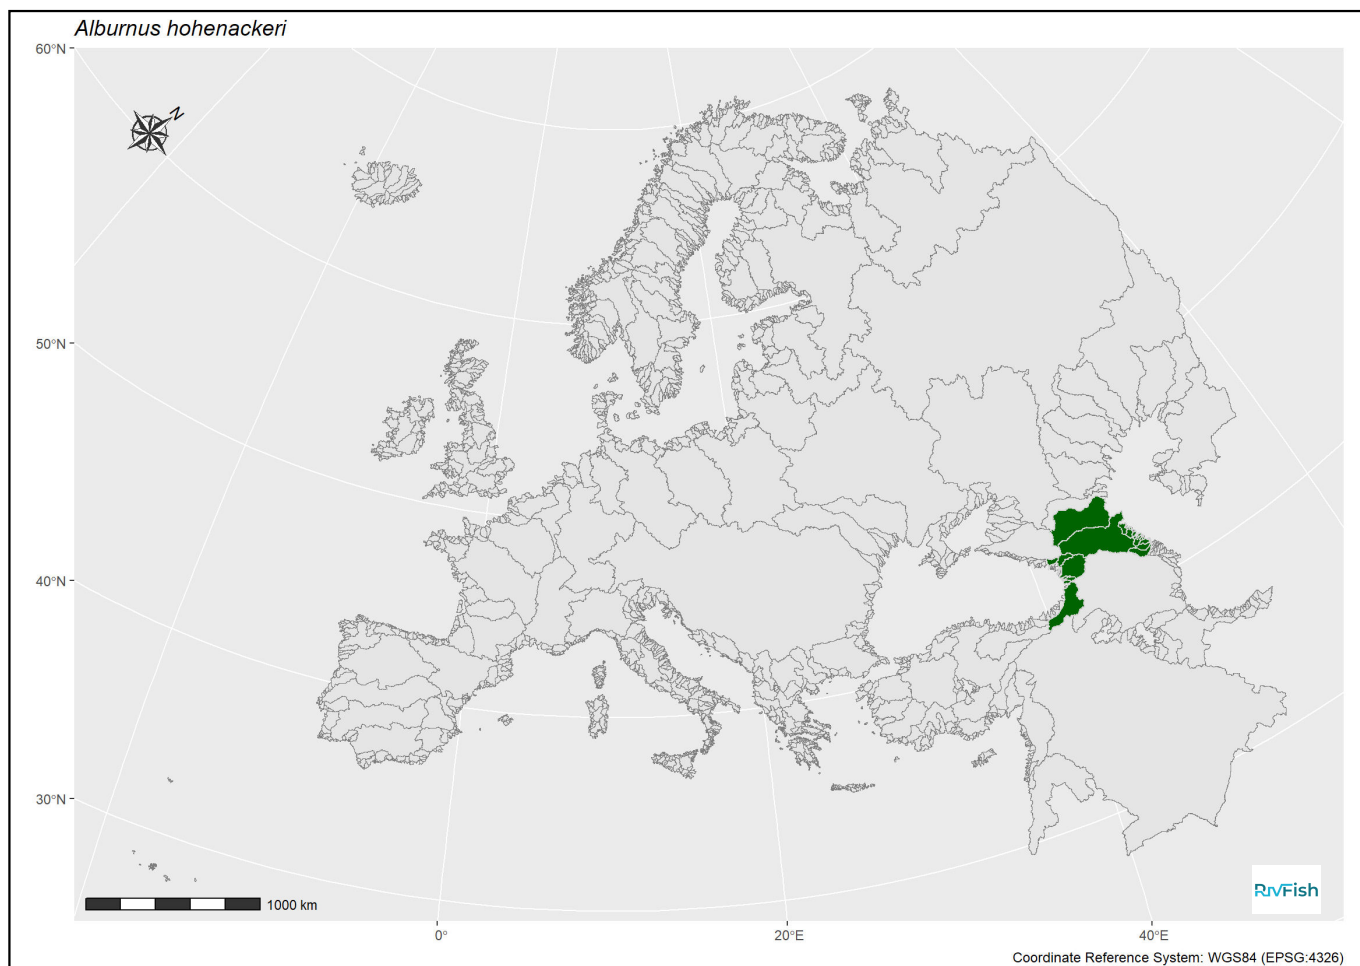 Alburnus hohenackeri
60°N
N
50°N
40°N
30°N
1000 km
RIVFish
0°
20°E
40°E
Coordinate Reference System: WGS84 (EPSG:4326)